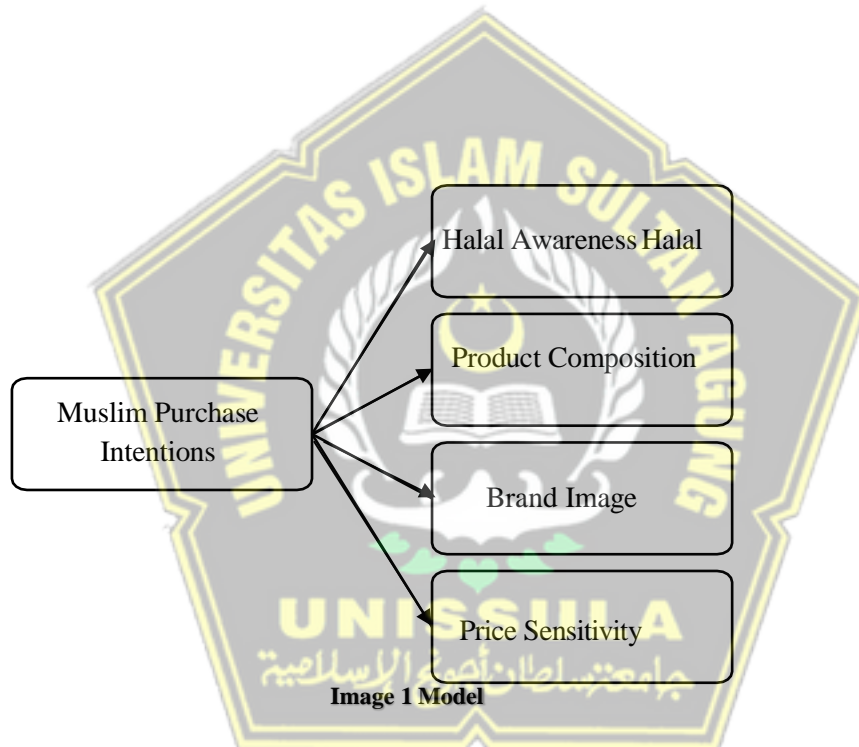 UNIVERSITAS ISLAM SULTAN AGUNG
Halal Awareness Halal
Product Composition
Muslim Purchase
Intentions
Brand Image
Price Sensitivity
UNISSULA
جامعة سلطان أجونج الإسلامية
Image 1 Model